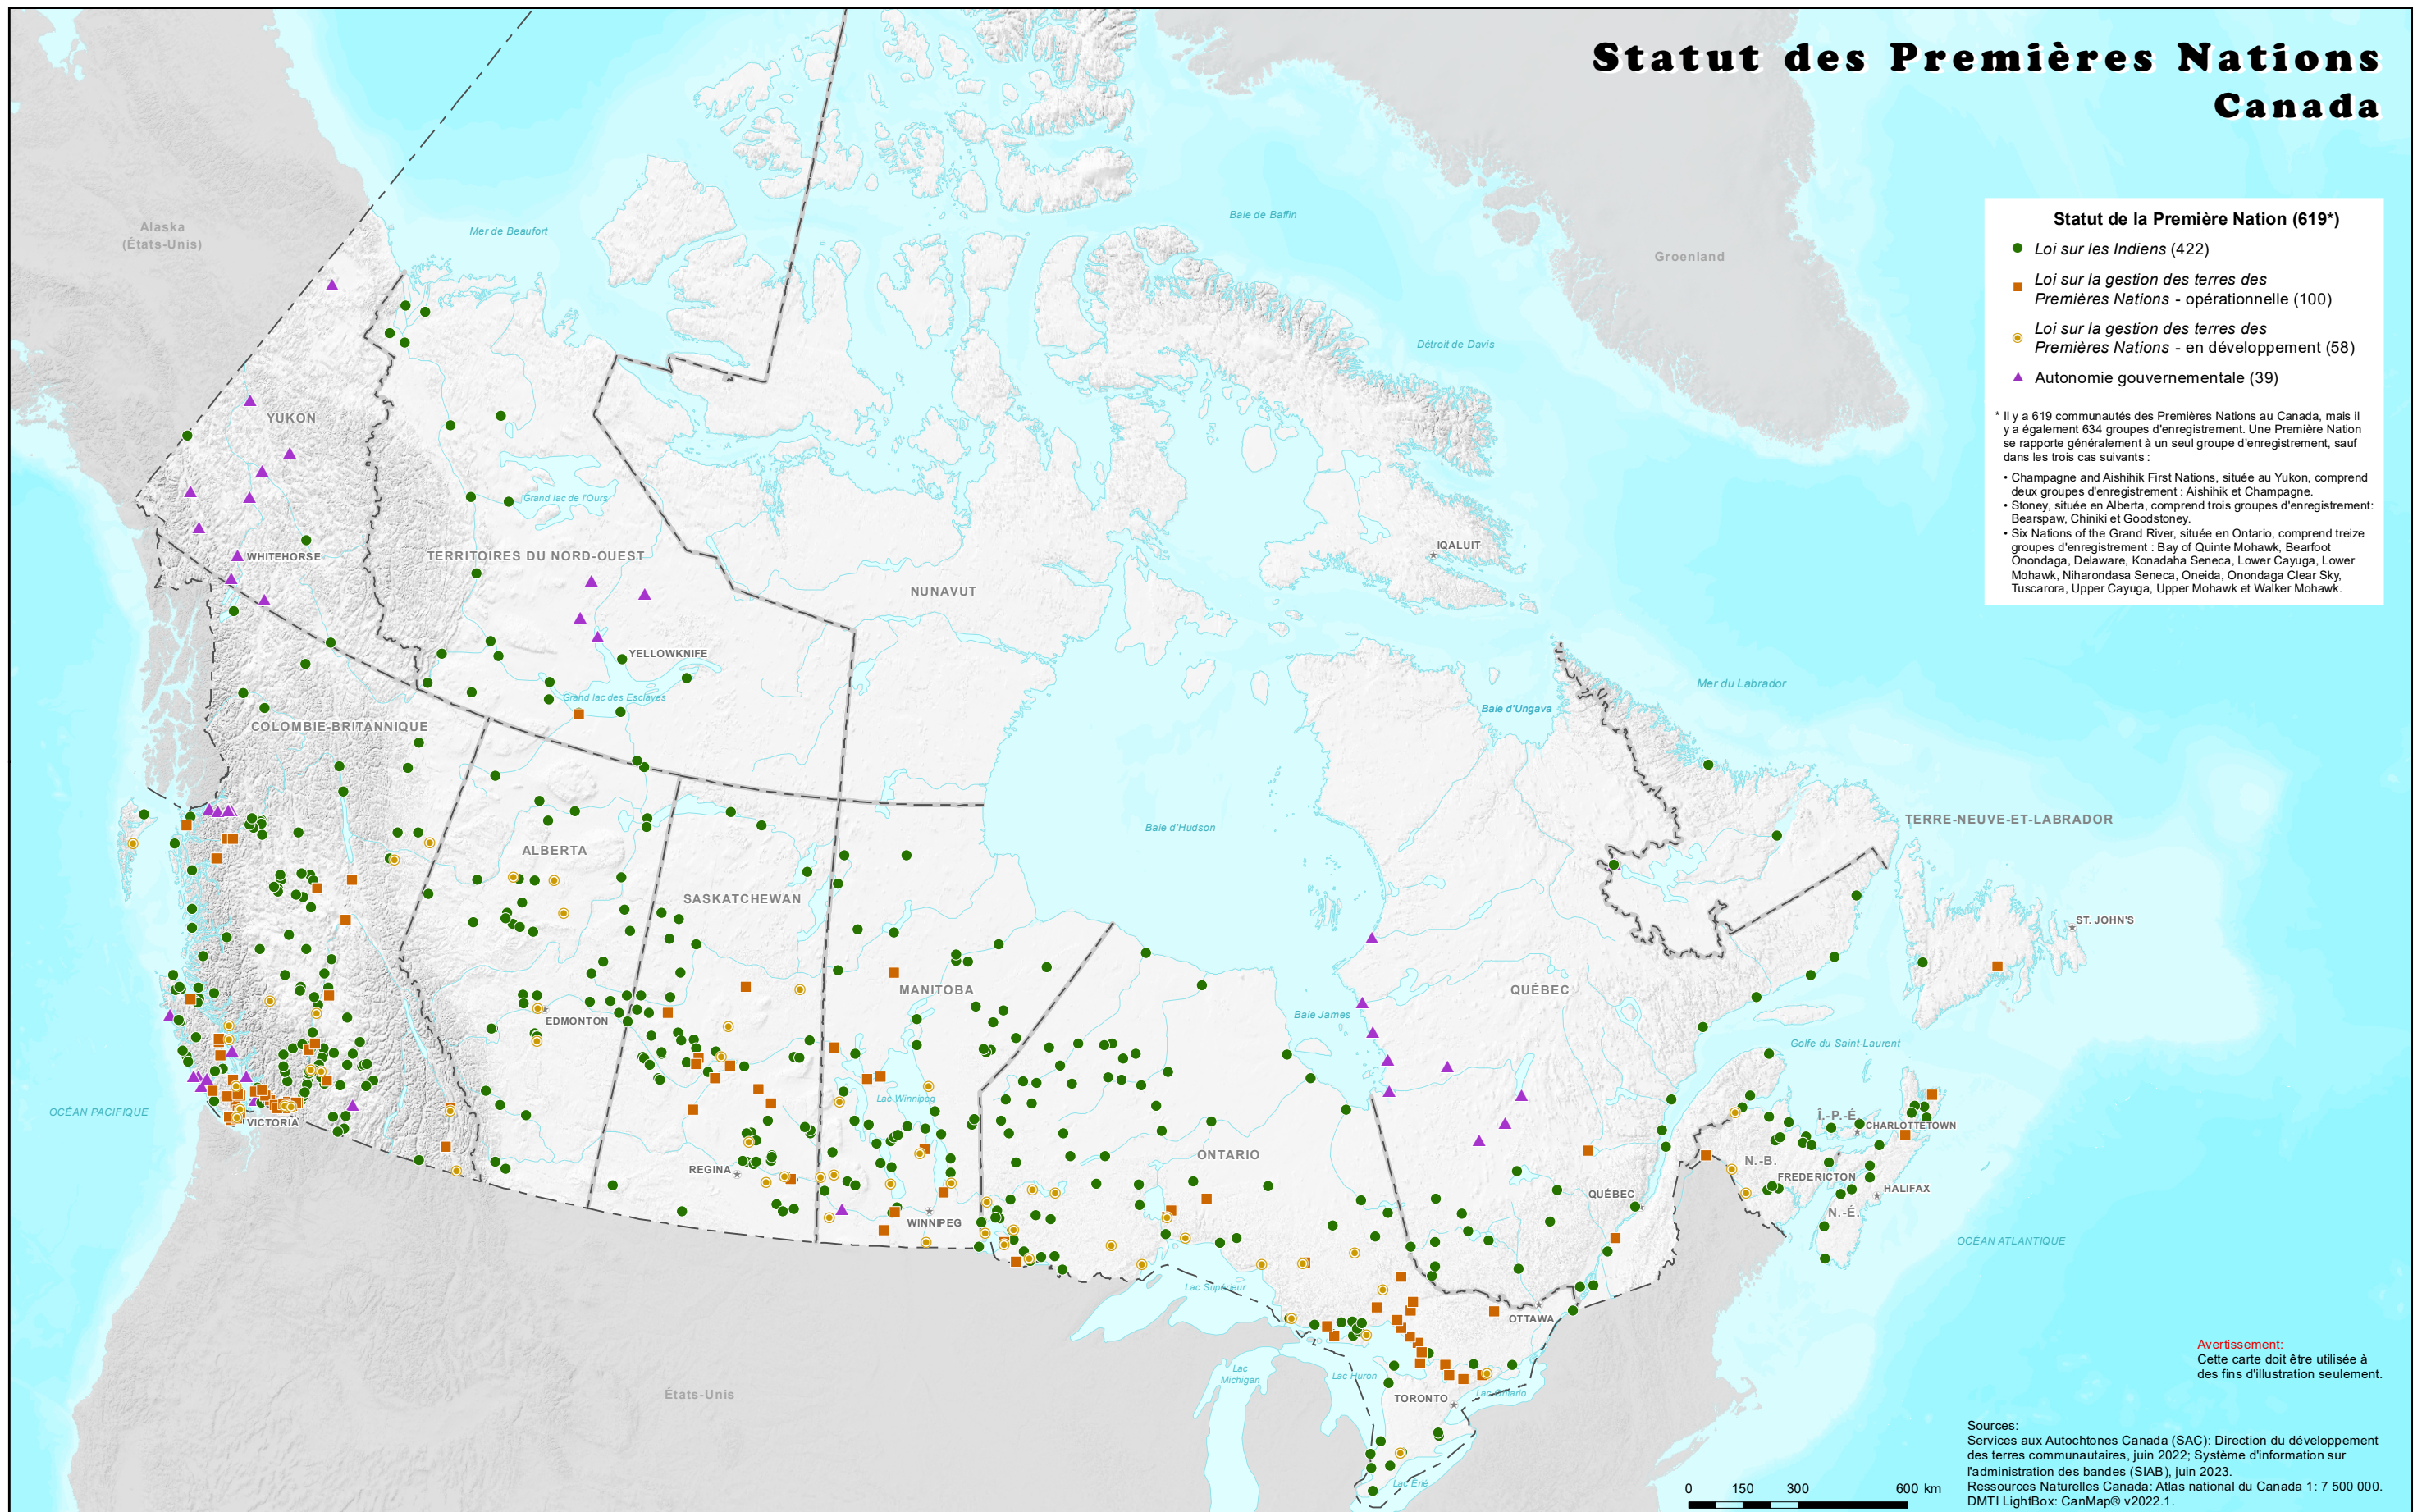 Statut des Premières Nations
Canada
Statut de la Première Nation (619*)
Loi sur les Indiens (422)
Loi sur la gestion des terres des
Premières Nations - opérationnelle (100)
Loi sur la gestion des terres des
Premières Nations - en développement (58)
Autonomie gouvernementale (39)
* Il y a 619 communautés des Premières Nations au Canada, mais il
y a également 634 groupes d'enregistrement. Une Première Nation
se rapporte généralement à un seul groupe d'enregistrement, sauf
dans les trois cas suivants :
• Champagne and Aishihik First Nations, située au Yukon, comprend
deux groupes d'enregistrement : Aishihik et Champagne.
• Stoney, située en Alberta, comprend trois groupes d'enregistrement:
Bearspaw, Chiniki et Goodstoney.
• Six Nations of the Grand River, située en Ontario, comprend treize
groupes d'enregistrement : Bay of Quinte Mohawk, Bearfoot
Onondaga, Delaware, Konadaha Seneca, Lower Cayuga, Lower
Mohawk, Niharondasa Seneca, Oneida, Onondaga Clear Sky,
Tuscarora, Upper Cayuga, Upper Mohawk et Walker Mohawk.
Alaska
(États-Unis)
Mer de Beaufort
Baie de Baffin
Groenland
Détroit de Davis
YUKON
Grand lac de l'Ours
WHITEHORSE
TERRITOIRES DU NORD-OUEST
IQALUIT
NUNAVUT
YELLOWKNIFE
Grand lac des Esclaves
Mer du Labrador
Baie d'Ungava
COLOMBIE-BRITANNIQUE
Baie d'Hudson
TERRE-NEUVE-ET-LABRADOR
ALBERTA
SASKATCHEWAN
ST. JOHN'S
MANITOBA
QUÉBEC
EDMONTON
Baie James
Golfe du Saint-Laurent
Lac Winnipeg
OCÉAN PACIFIQUE
VICTORIA
Î.-P.-É.
CHARLOTTETOWN
REGINA
ONTARIO
N.-B.
FREDERICTON
HALIFAX
QUÉBEC
N.-É.
WINNIPEG
OCÉAN ATLANTIQUE
Lac Supérieur
OTTAWA
Lac
Michigan
Lac Huron
États-Unis
TORONTO
Lac Ontario
Lac Érié
Avertissement:
Cette carte doit être utilisée à
des fins d'illustration seulement.
Sources:
Services aux Autochtones Canada (SAC): Direction du développement
des terres communautaires, juin 2022; Système d'information sur
l'administration des bandes (SIAB), juin 2023.
Ressources Naturelles Canada: Atlas national du Canada 1: 7 500 000.
DMTI LightBox: CanMap® v2022.1.
0 150 300 600 km